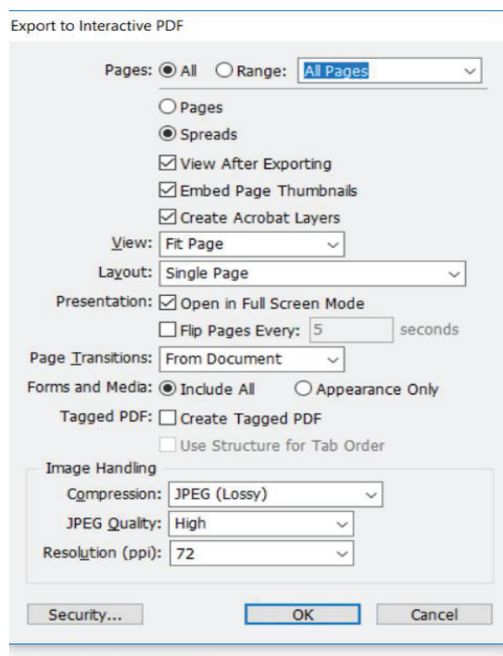 Export to Interactive PDF
Pages: All Range: All Pages
Pages
Spreads
View After Exporting
Embed Page Thumbnails
Create Acrobat Layers
View: Fit Page
Layout: Single Page
Presentation: Open in Full Screen Mode
Flip Pages Every: 5 seconds
Page Transitions: From Document
Forms and Media: Include All Appearance Only
Tagged PDF: Create Tagged PDF
Use Structure for Tab Order
Image Handling
Compression: JPEG (Lossy)
JPEG Quality: High
Resolution (ppi): 72
Security... OK Cancel